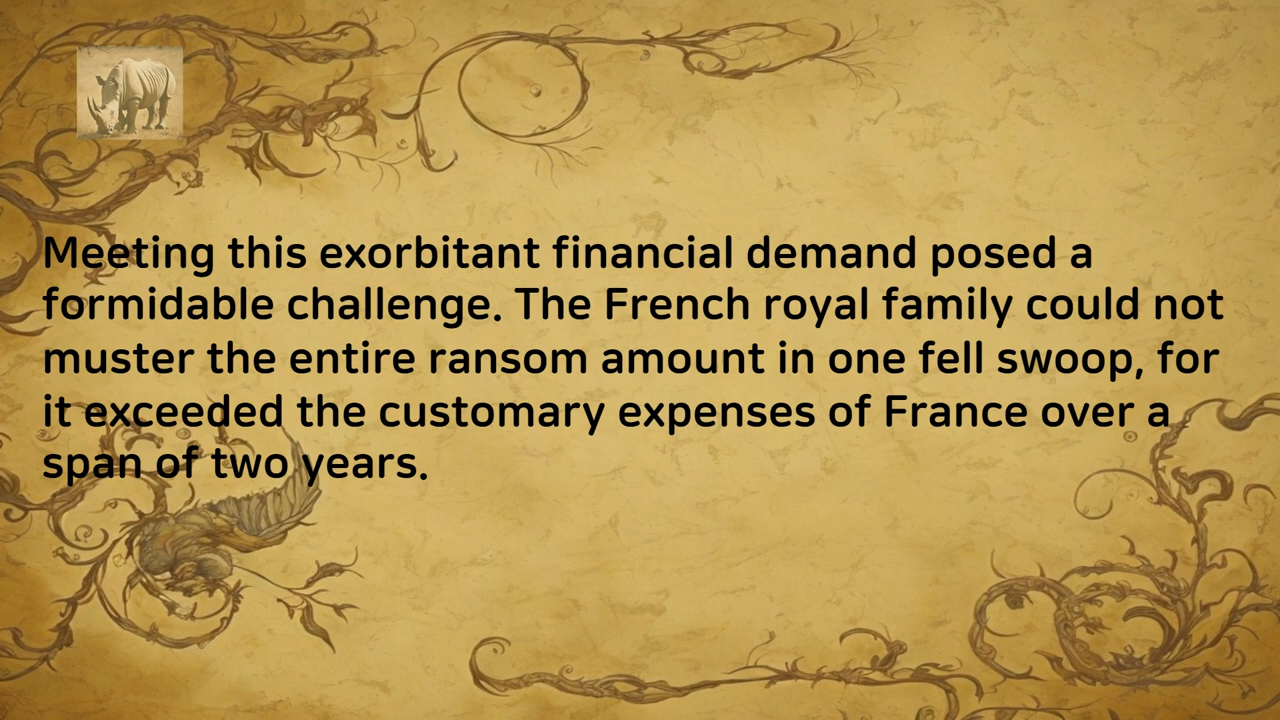 Meeting this exorbitant financial demand posed a
formidable challenge. The French royal family could not
muster the entire ransom amount in one fell swoop, for
it exceeded the customary expenses of France over a
span of two years.